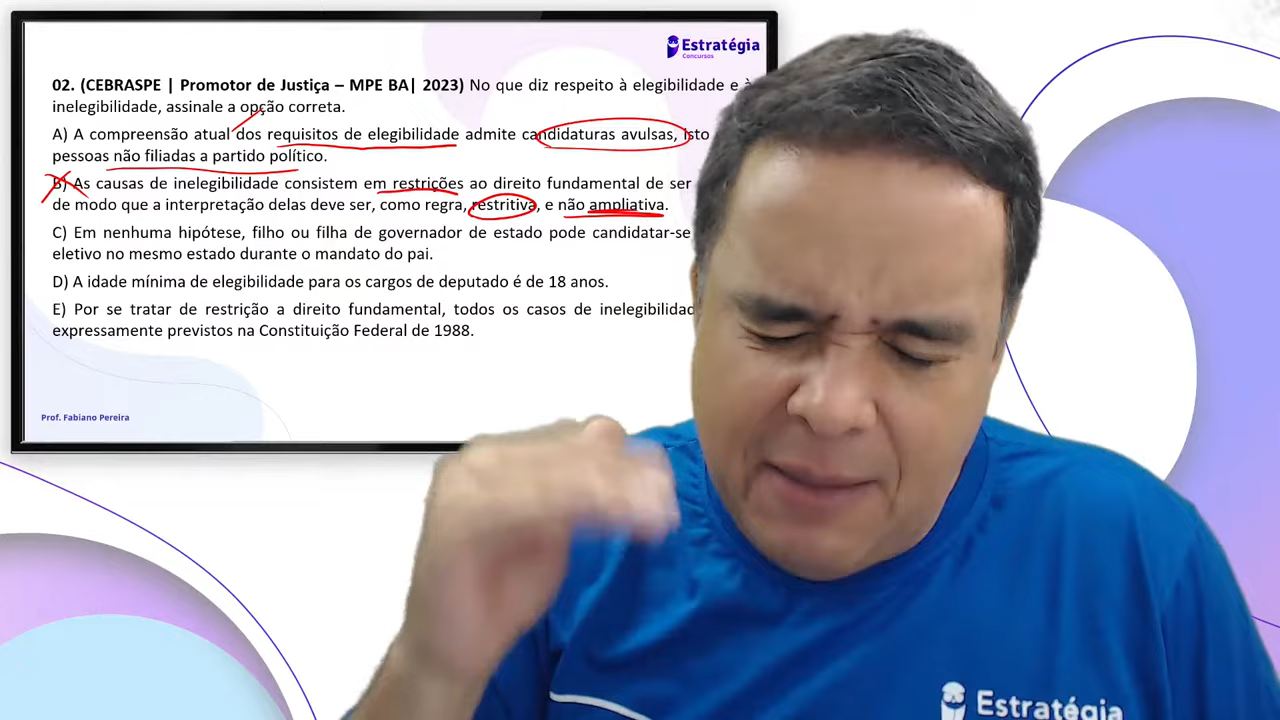 Estratégia
Concursos
02. (CEBRASPE | Promotor de Justiça – MPE BA| 2023) No que diz respeito à elegibilidade e à
inelegibilidade, assinale a opção correta.
A) A compreensão atual dos requisitos de elegibilidade admite candidaturas avulsas, isto
pessoas não filiadas a partido político.
B) As causas de inelegibilidade consistem em restrições ao direito fundamental de ser
de modo que a interpretação delas deve ser, como regra, restritiva, e não ampliativa.
C) Em nenhuma hipótese, filho ou filha de governador de estado pode candidatar-se
eletivo no mesmo estado durante o mandato do pai.
D) A idade mínima de elegibilidade para os cargos de deputado é de 18 anos.
E) Por se tratar de restrição a direito fundamental, todos os casos de inelegibilidad
expressamente previstos na Constituição Federal de 1988.
Prof. Fabiano Pereira
Estratégia